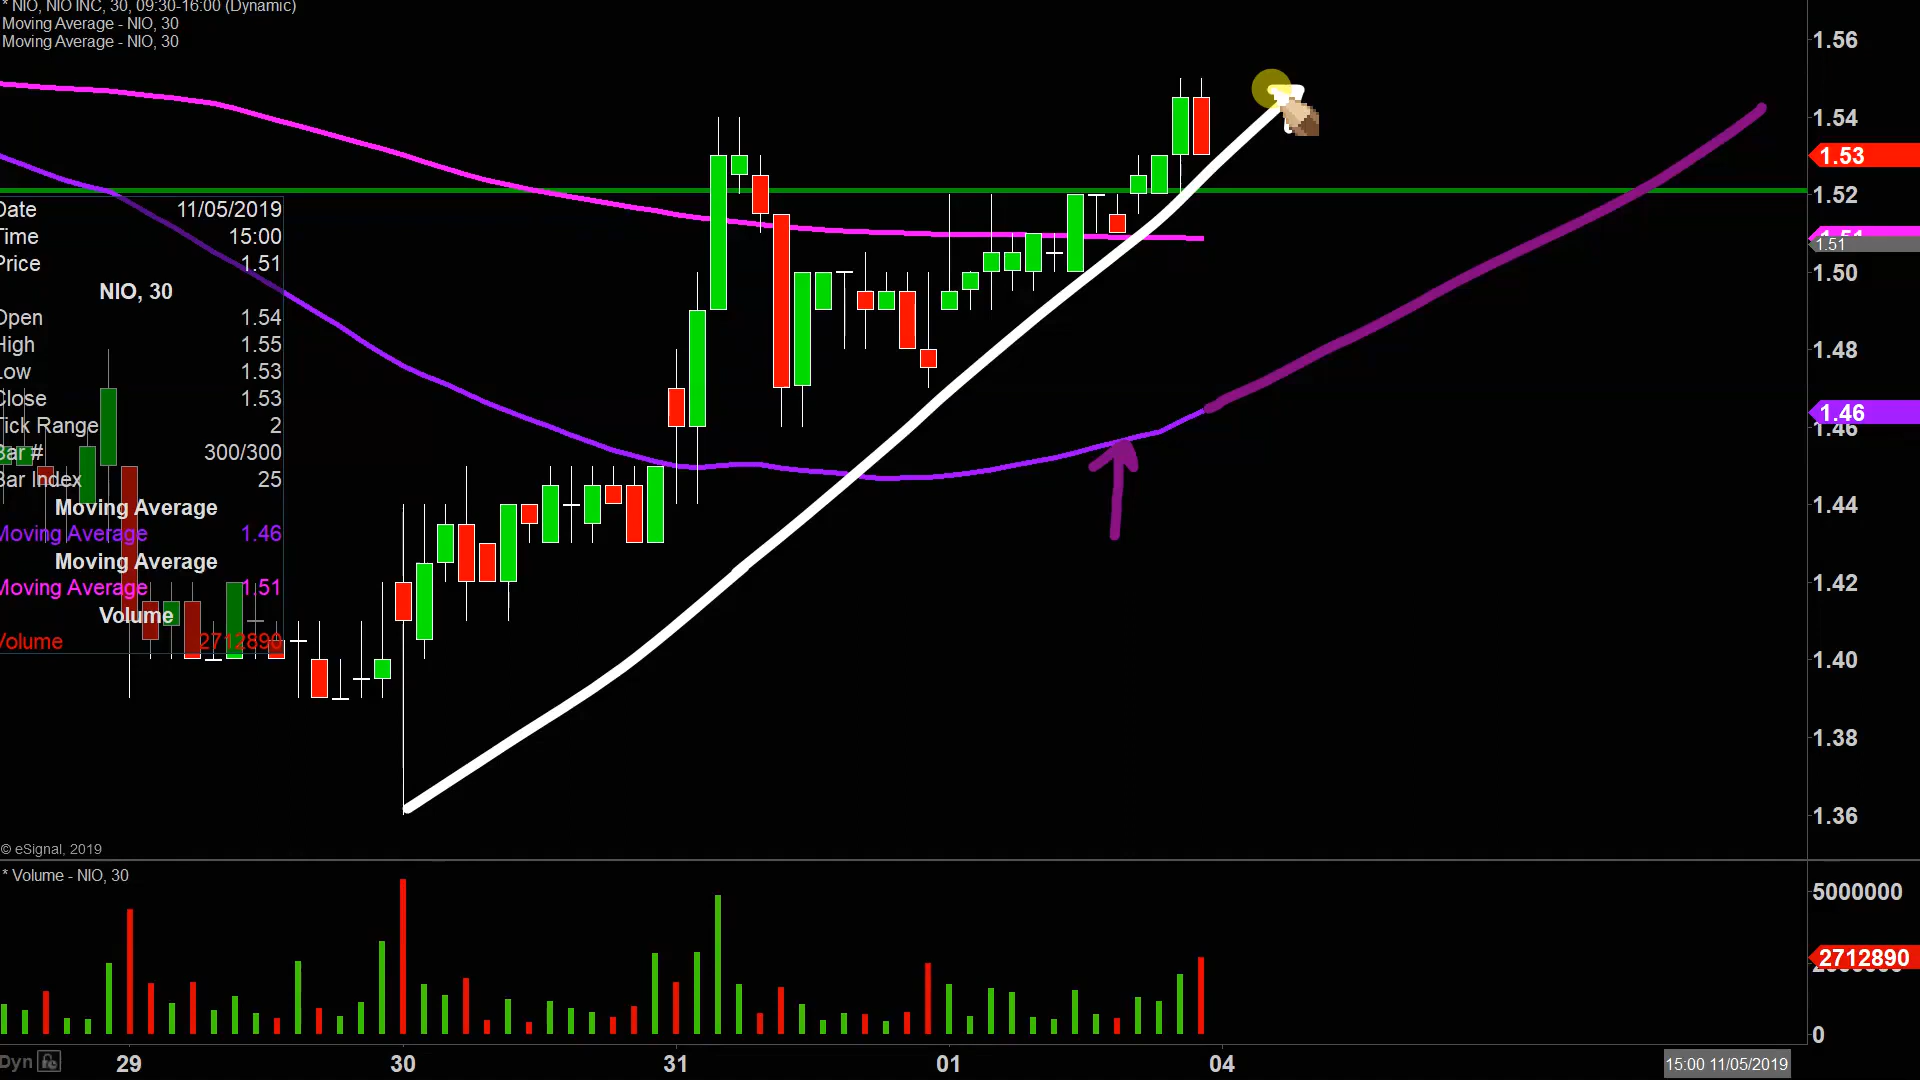 * NIO, NIO INC, 30, 09:30-16:00 (Dynamic)
Moving Average - NIO, 30
Moving Average - NIO, 30
Date 11/05/2019
Time 15:00
Price 1.51
NIO, 30
Open 1.54
High 1.55
Low 1.53
Close 1.53
Tick Range 2
Bar # 300/300
Bar Index 25
Moving Average
Moving Average 1.46
Moving Average
Moving Average 1.51
Volume
Volume 2712890
1.56
1.54
1.53
1.52
1.51
1.51
1.50
1.48
1.46
1.46
1.44
1.42
1.40
1.38
1.36
© eSignal, 2019
* Volume - NIO, 30
5000000
2712890
0
Dyn
29 30 31 01 04 15:00 11/05/2019